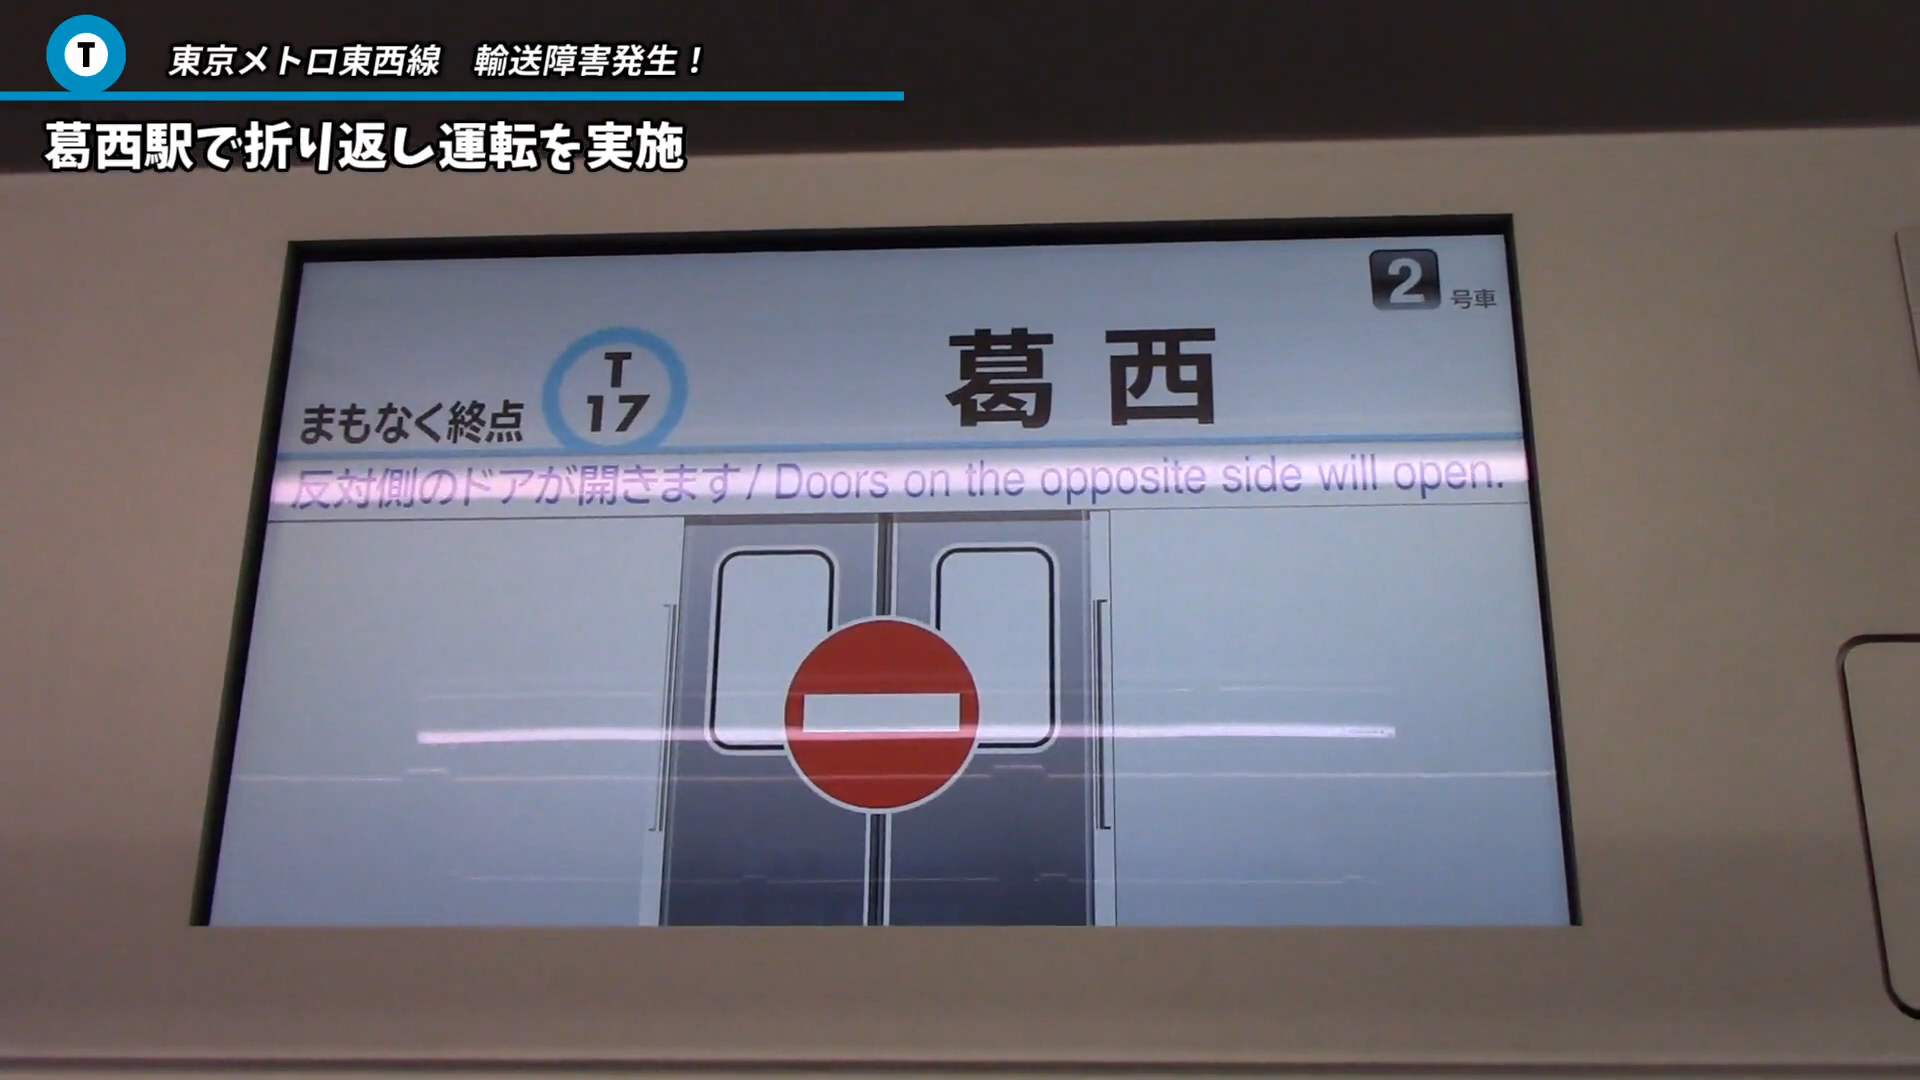 T
東京メトロ東西線　輸送障害発生！
葛西駅で折り返し運転を実施
2号車
まもなく終点
T
17
葛西
反対側のドアが開きます/ Doors on the opposite side will open.